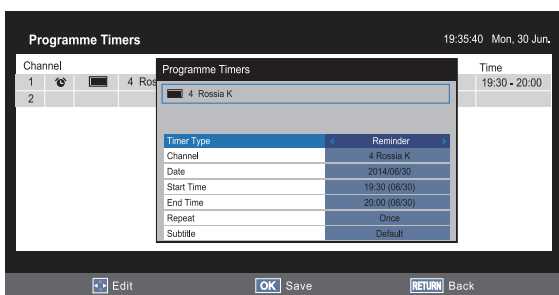 Programme Timers 19:35:40 Mon, 30 Jun.
Channel Time
1 4 Ros 19:30 - 20:00
2
Programme Timers
4 Rossia K
Timer Type Reminder
Channel 4 Rossia K
Date 2014/06/30
Start Time 19:30 (06/30)
End Time 20:00 (06/30)
Repeat Once
Subtitle Default
Edit OK Save RETURN Back